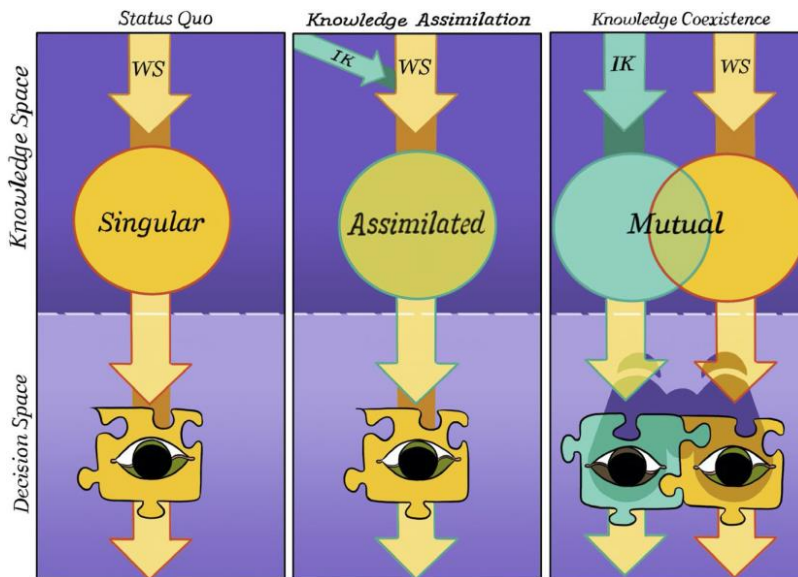 Status Quo
Knowledge Assimilation
Knowledge Coexistence
Knowledge Space
WS
IK
WS
IK
WS
Singular
Assimilated
Mutual
Decision Space